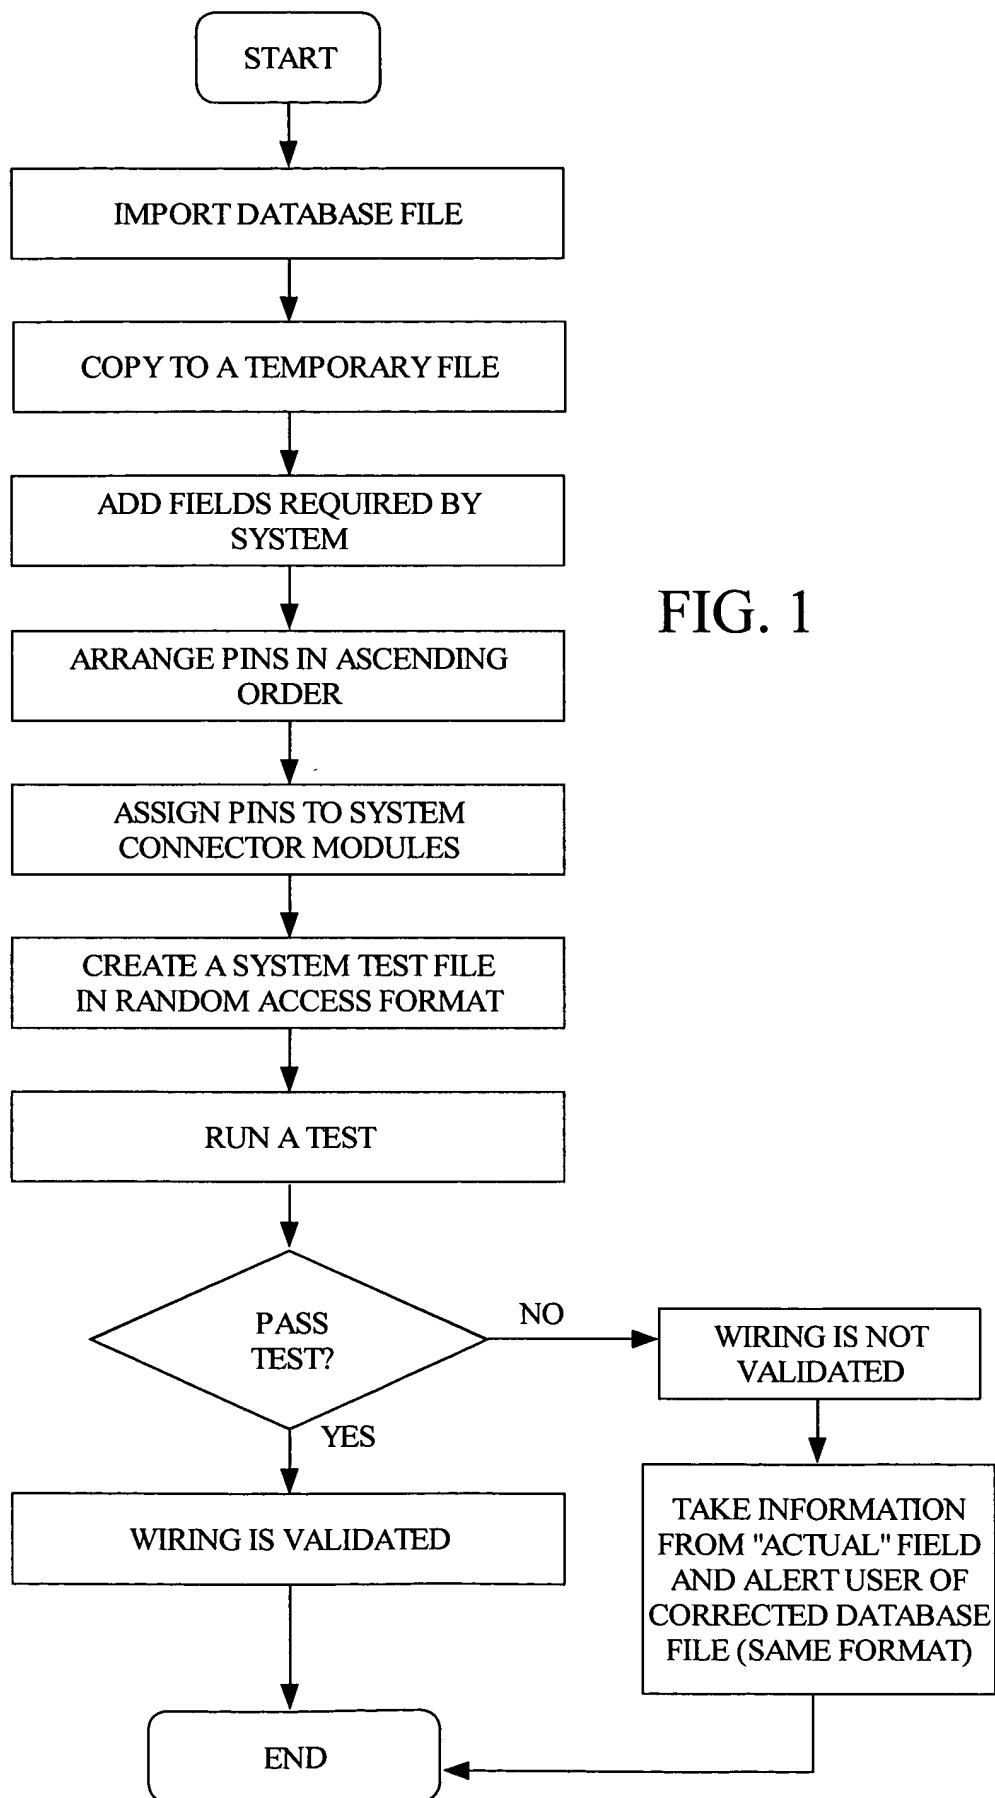 START
IMPORT DATABASE FILE
COPY TO A TEMPORARY FILE
ADD FIELDS REQUIRED BY
SYSTEM
FIG. 1
ARRANGE PINS IN ASCENDING
ORDER
ASSIGN PINS TO SYSTEM
CONNECTOR MODULES
CREATE A SYSTEM TEST FILE
IN RANDOM ACCESS FORMAT
RUN A TEST
PASS
TEST?
NO
WIRING IS NOT
VALIDATED
YES
WIRING IS VALIDATED
TAKE INFORMATION
FROM "ACTUAL" FIELD
AND ALERT USER OF
CORRECTED DATABASE
FILE (SAME FORMAT)
END